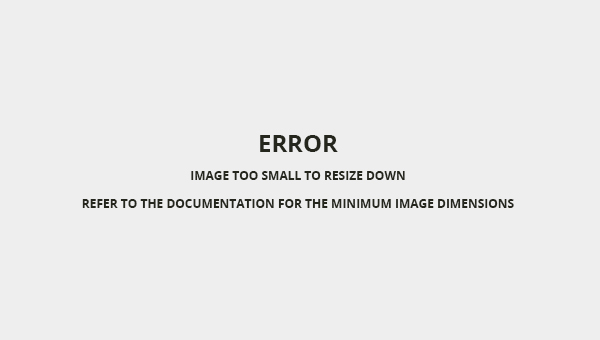 ERROR
IMAGE TOO SMALL TO RESIZE DOWN
REFER TO THE DOCUMENTATION FOR THE MINIMUM IMAGE DIMENSIONS